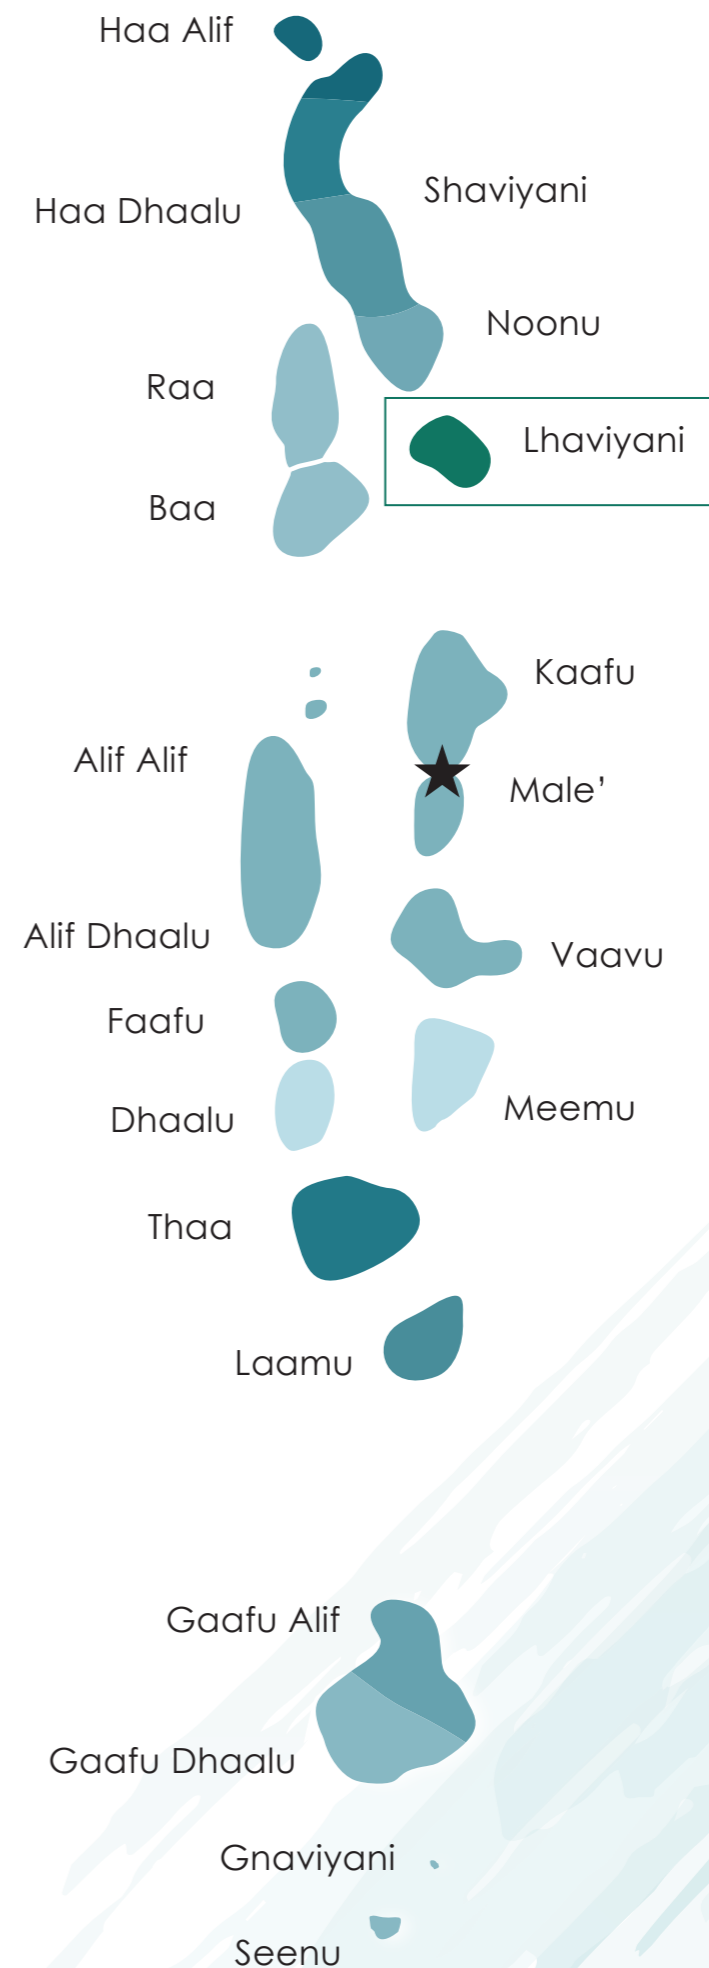 Haa Alif
Shaviyani
Haa Dhaalu
Noonu
Raa
Lhaviyani
Baa
Kaafu
Alif Alif
Male’
Alif Dhaalu
Vaavu
Faafu
Meemu
Dhaalu
Thaa
Laamu
Gaafu Alif
Gaafu Dhaalu
Gnaviyani
Seenu